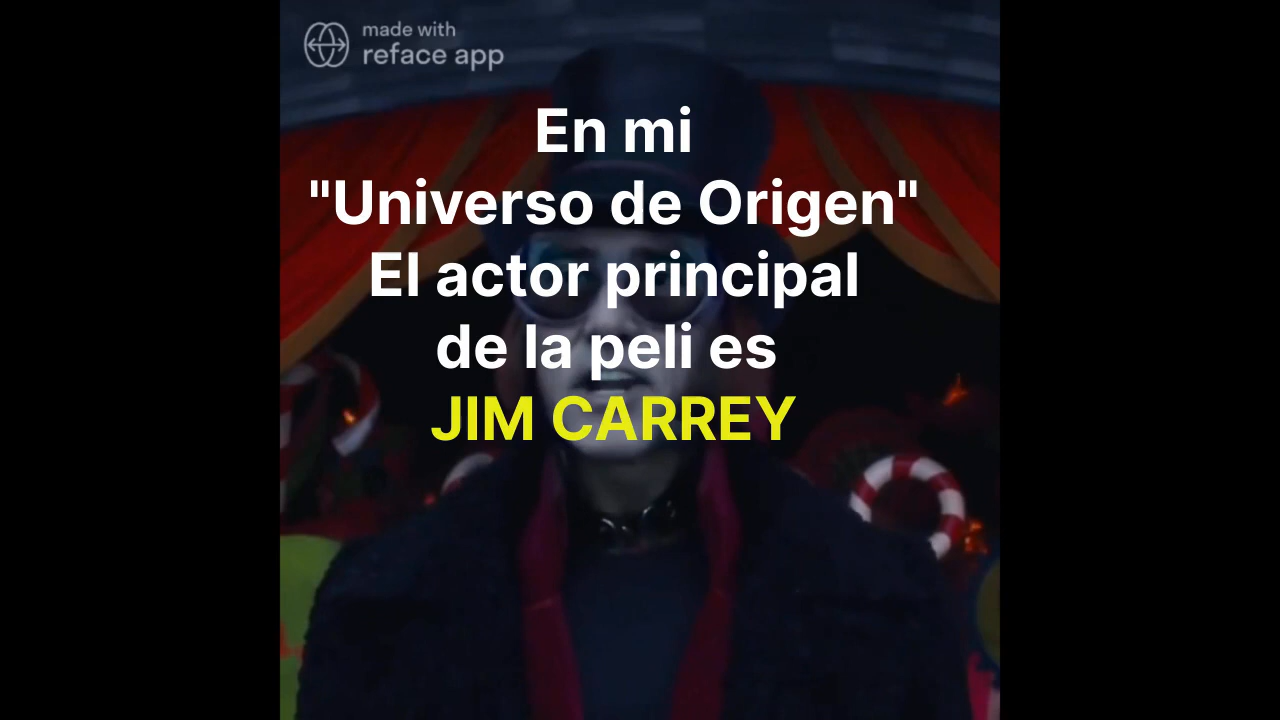 made with
reface app
En mi
"Universo de Origen"
El actor principal
de la peli es
JIM CARREY